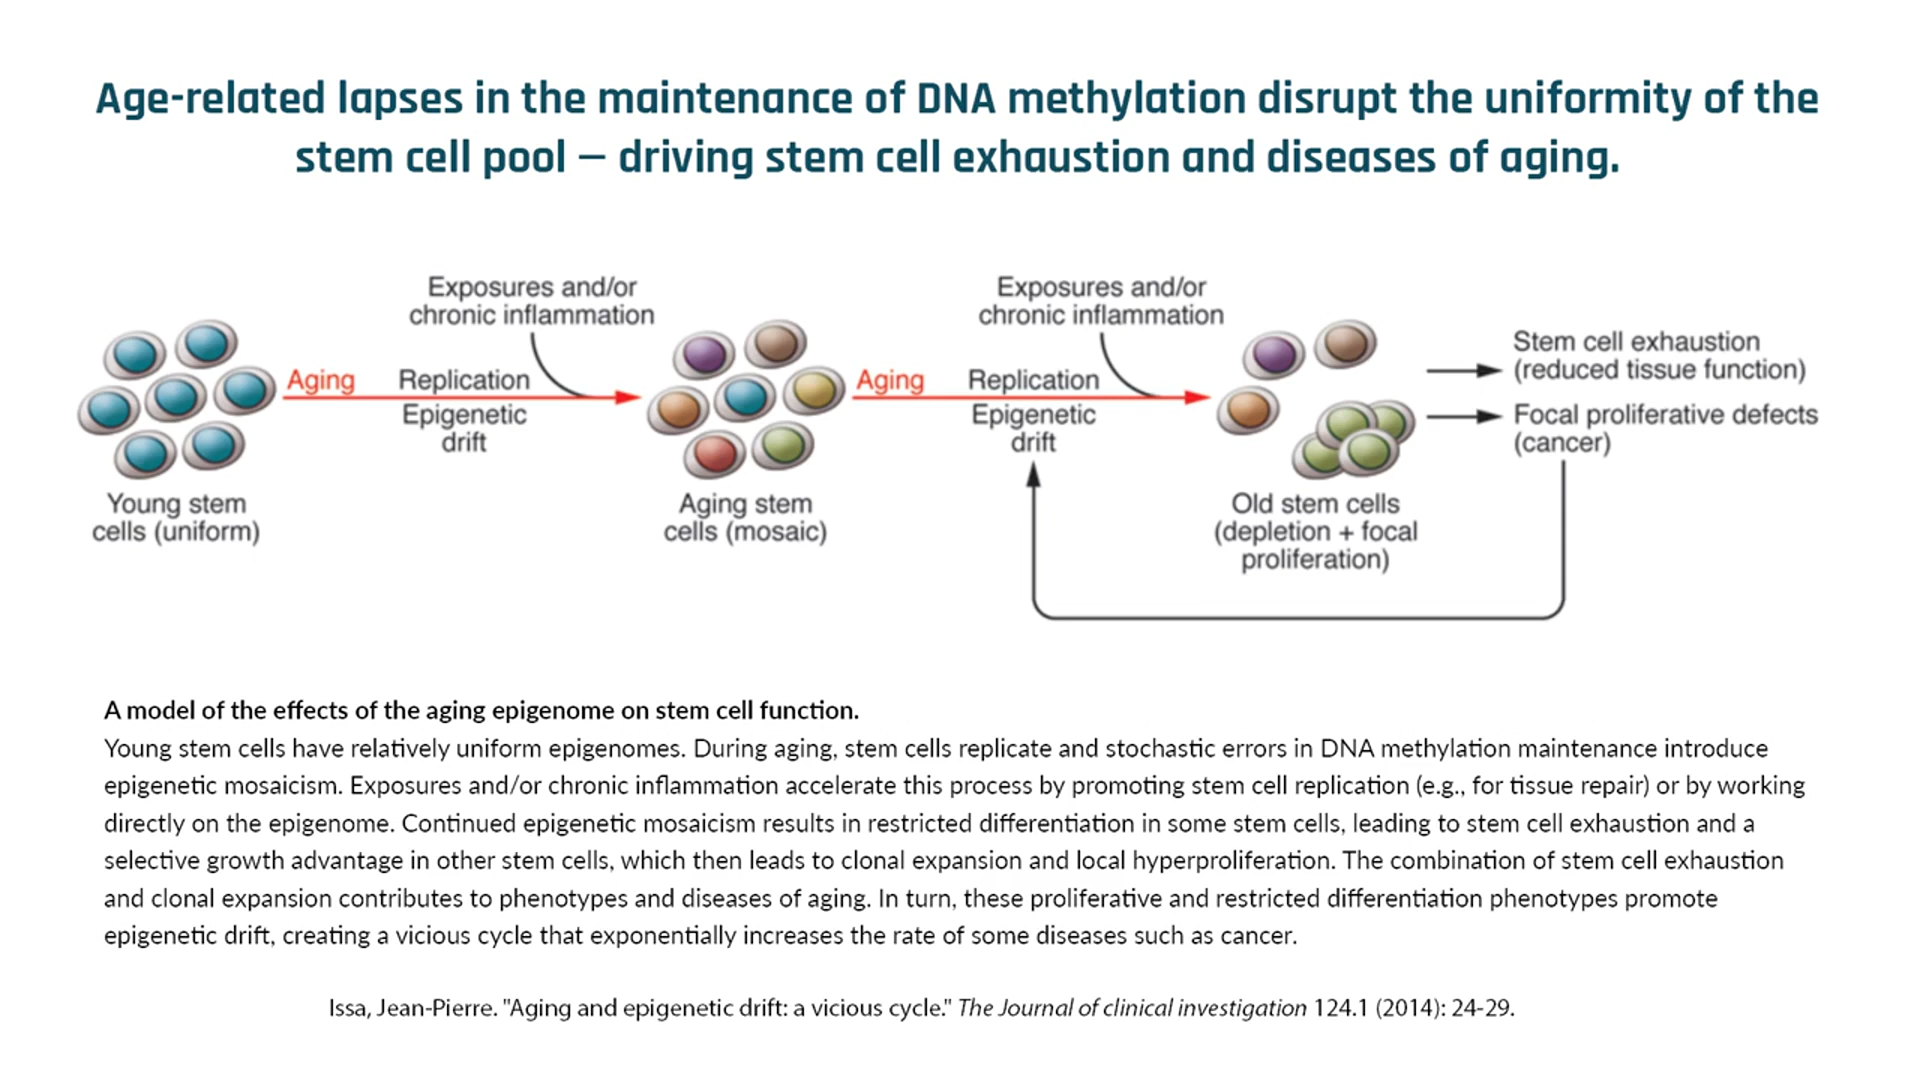 Age-related lapses in the maintenance of DNA methylation disrupt the uniformity of the
stem cell pool — driving stem cell exhaustion and diseases of aging.
Exposures and/or
chronic inflammation
Aging
Replication
Epigenetic
drift
Young stem
cells (uniform)
Aging stem
cells (mosaic)
Exposures and/or
chronic inflammation
Aging
Replication
Epigenetic
drift
Old stem cells
(depletion + focal
proliferation)
Stem cell exhaustion
(reduced tissue function)
Focal proliferative defects
(cancer)
A model of the effects of the aging epigenome on stem cell function.
Young stem cells have relatively uniform epigenomes. During aging, stem cells replicate and stochastic errors in DNA methylation maintenance introduce
epigenetic mosaicism. Exposures and/or chronic inflammation accelerate this process by promoting stem cell replication (e.g., for tissue repair) or by working
directly on the epigenome. Continued epigenetic mosaicism results in restricted differentiation in some stem cells, leading to stem cell exhaustion and a
selective growth advantage in other stem cells, which then leads to clonal expansion and local hyperproliferation. The combination of stem cell exhaustion
and clonal expansion contributes to phenotypes and diseases of aging. In turn, these proliferative and restricted differentiation phenotypes promote
epigenetic drift, creating a vicious cycle that exponentially increases the rate of some diseases such as cancer.
Issa, Jean-Pierre. "Aging and epigenetic drift: a vicious cycle." The Journal of clinical investigation 124.1 (2014): 24-29.